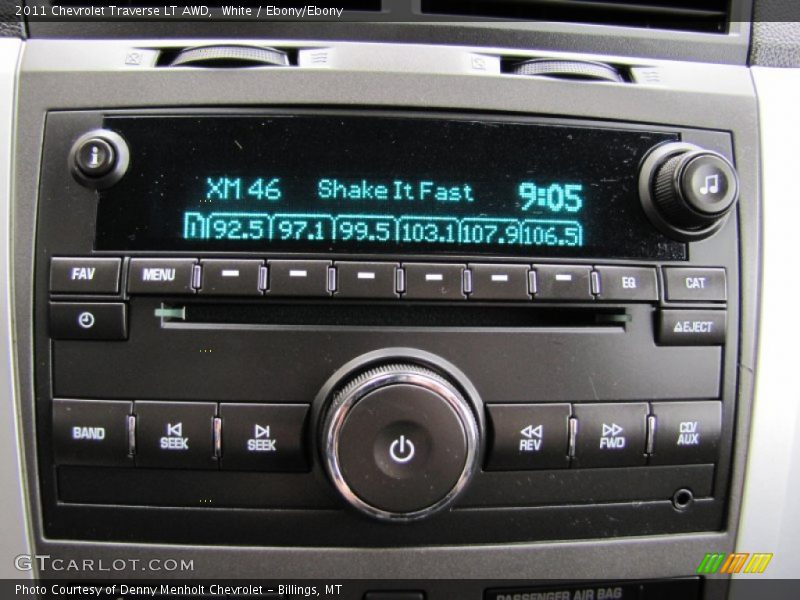 2011 Chevrolet Traverse LT AWD,  White / Ebony/Ebony
XM 46 Shake It Fast 9:05
1 92.5 97.1 99.5 103.1 107.9 106.5
FAV MENU EQ CAT
EJECT
BAND SEEK SEEK REV FWD CD/AUX
GTCARLOT.COM
Photo Courtesy of Denny Menholt Chevrolet – Billings, MT
PASSENGER AIR BAG